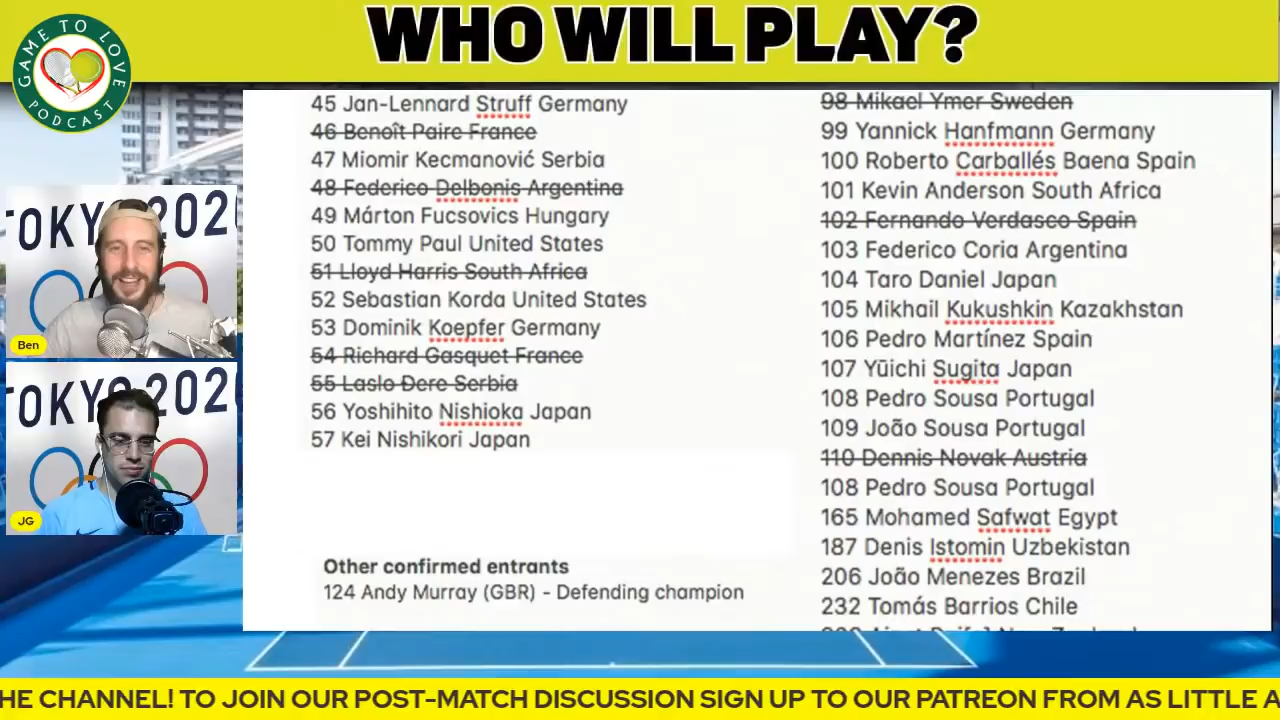 WHO WILL PLAY?
GAME TO LOVE
PODCAST
45 Jan-Lennard Struff Germany
46 Benoît Paire France
47 Miomir Kecmanović Serbia
48 Federico Delbonis Argentina
49 Márton Fucsovics Hungary
50 Tommy Paul United States
51 Lloyd Harris South Africa
52 Sebastian Korda United States
53 Dominik Koepfer Germany
54 Richard Gasquet France
55 Laslo Đere Serbia
56 Yoshihito Nishioka Japan
57 Kei Nishikori Japan
Other confirmed entrants
124 Andy Murray (GBR) - Defending champion
98 Mikael Ymer Sweden
99 Yannick Hanfmann Germany
100 Roberto Carballés Baena Spain
101 Kevin Anderson South Africa
102 Fernando Verdasco Spain
103 Federico Coria Argentina
104 Taro Daniel Japan
105 Mikhail Kukushkin Kazakhstan
106 Pedro Martínez Spain
107 Yūichi Sugita Japan
108 Pedro Sousa Portugal
109 João Sousa Portugal
110 Dennis Novak Austria
108 Pedro Sousa Portugal
165 Mohamed Safwat Egypt
187 Denis Istomin Uzbekistan
206 João Menezes Brazil
232 Tomás Barrios Chile
TOKYO 2020
Ben
TOKYO 2020
JG
HE CHANNEL! TO JOIN OUR POST-MATCH DISCUSSION SIGN UP TO OUR PATREON FROM AS LITTLE A